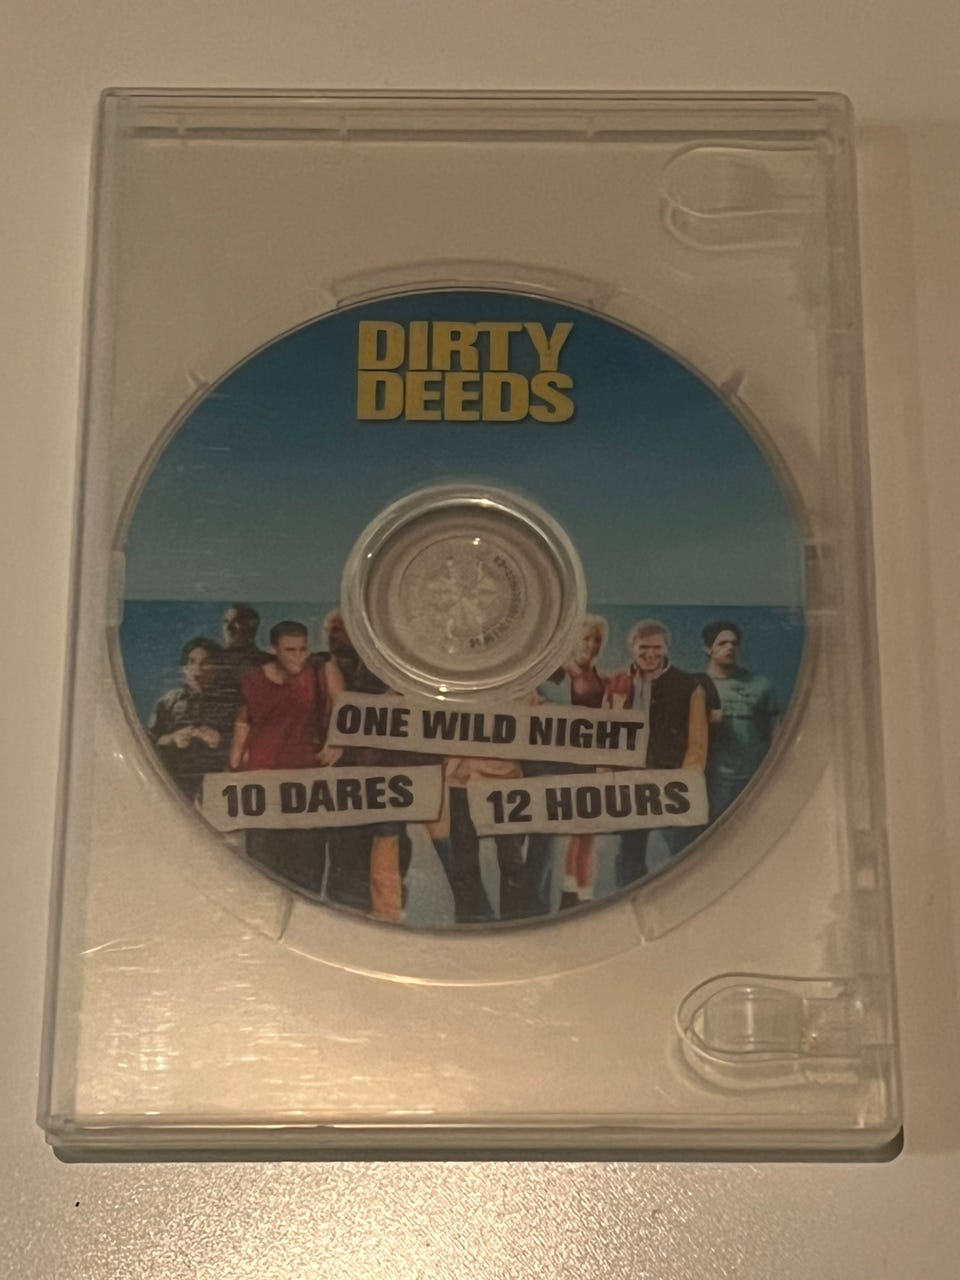 DIRTY
DEEDS
ONE WILD NIGHT
10 DARES
12 HOURS